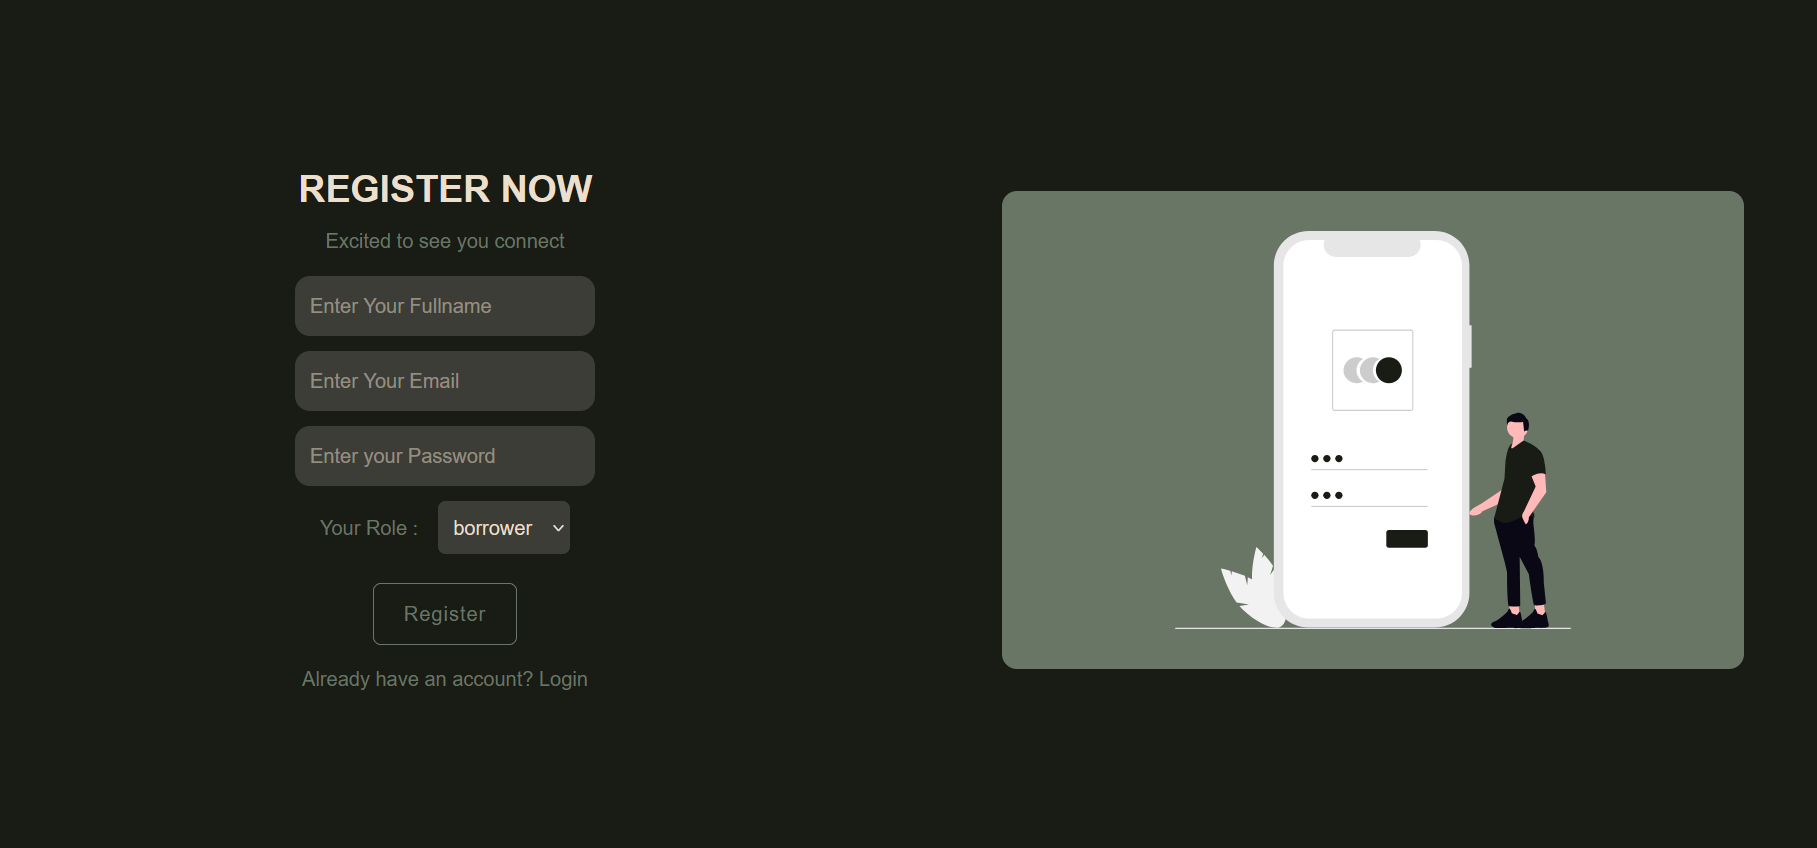 REGISTER NOW
Excited to see you connect
Enter Your Fullname
Enter Your Email
Enter your Password
Your Role : borrower
Register
Already have an account? Login